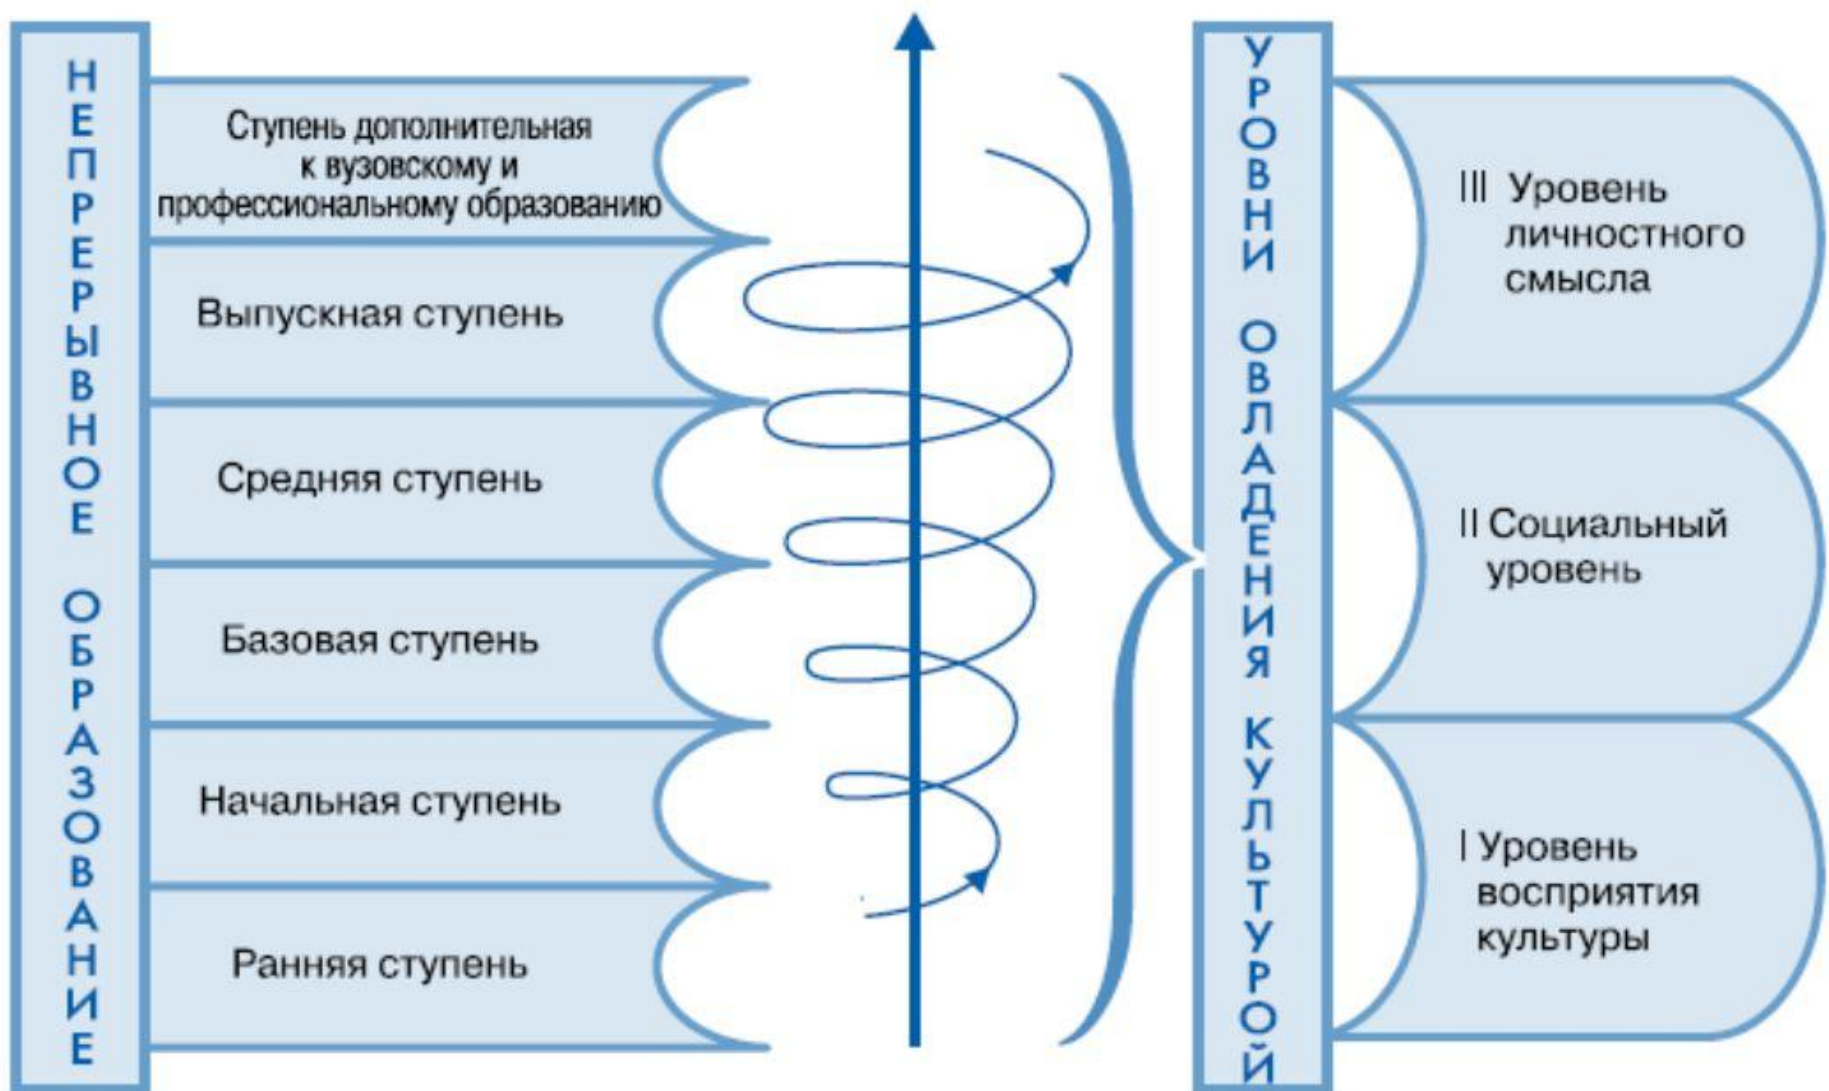 НЕПРЕРЫВНОЕ ОБРАЗОВАНИЕ
Ступень дополнительная
к вузовскому и
профессиональному образованию
Выпускная ступень
Средняя ступень
Базовая ступень
Начальная ступень
Ранняя ступень
УРОВНИ ОВЛАДЕНИЯ КУЛЬТУРОЙ
III Уровень
личностного
смысла
II Социальный
уровень
I Уровень
восприятия
культуры